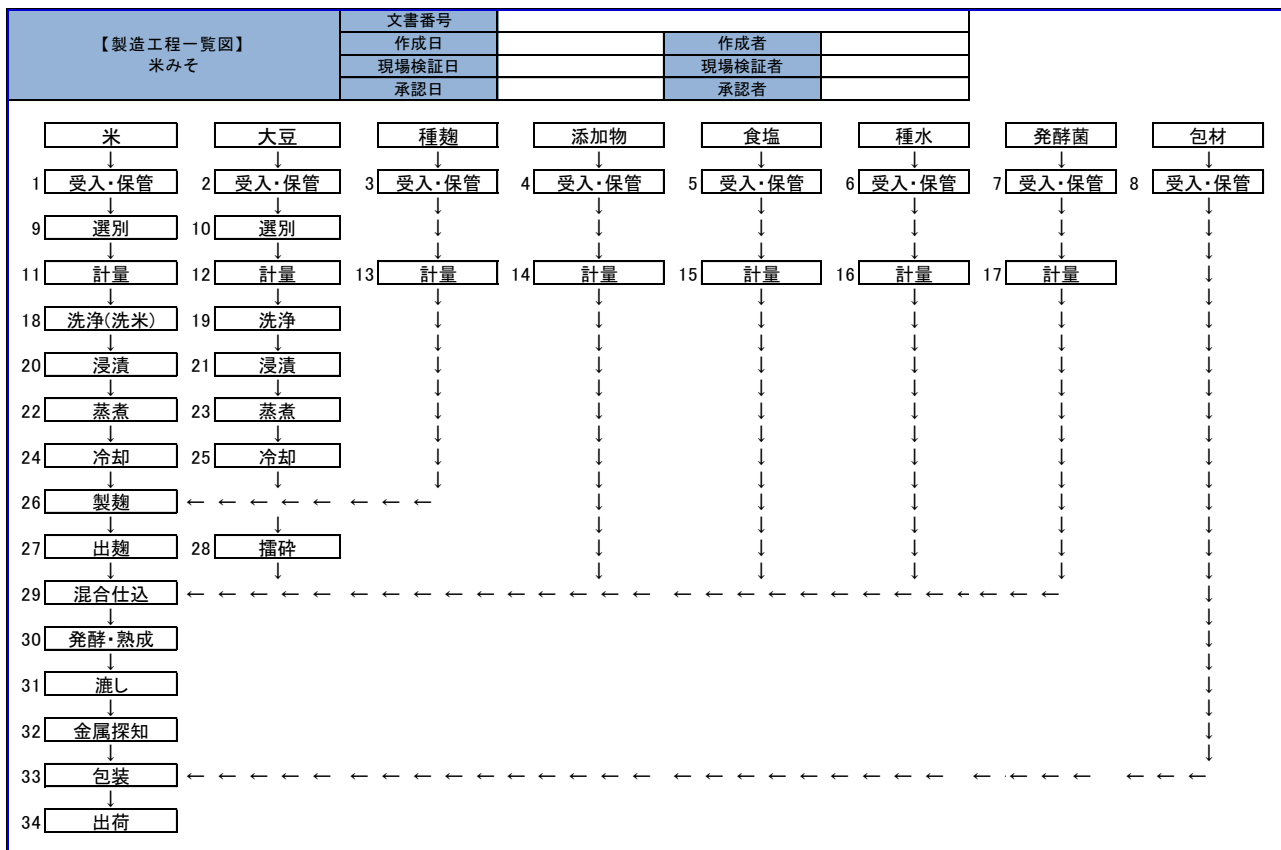 【製造工程一覧図】
米みそ
文書番号
作成日 作成者
現場検証日 現場検証者
承認日 承認者
米 大豆 種麹 添加物 食塩 種水 発酵菌 包材
↓ ↓ ↓ ↓ ↓ ↓ ↓ ↓
1 受入・保管 2 受入・保管 3 受入・保管 4 受入・保管 5 受入・保管 6 受入・保管 7 受入・保管 8 受入・保管
↓ ↓ ↓ ↓ ↓ ↓ ↓ ↓
9 選別 10 選別 ↓ ↓ ↓ ↓ ↓ ↓
↓ ↓ ↓ ↓ ↓ ↓ ↓ ↓
11 計量 12 計量 13 計量 14 計量 15 計量 16 計量 17 計量 ↓
↓ ↓ ↓ ↓ ↓ ↓ ↓ ↓
18 洗浄(洗米) 19 洗浄 ↓ ↓ ↓ ↓ ↓ ↓
↓ ↓ ↓ ↓ ↓ ↓ ↓ ↓
20 浸漬 21 浸漬 ↓ ↓ ↓ ↓ ↓ ↓
↓ ↓ ↓ ↓ ↓ ↓ ↓ ↓
22 蒸煮 23 蒸煮 ↓ ↓ ↓ ↓ ↓ ↓
↓ ↓ ↓ ↓ ↓ ↓ ↓ ↓
24 冷却 25 冷却 ↓ ↓ ↓ ↓ ↓ ↓
↓ ↓ ↓ ↓ ↓ ↓ ↓ ↓
26 製麹 ← ← ← ← ← ← ← ← ↓ ↓ ↓ ↓ ↓
↓ ↓ ↓ ↓ ↓ ↓ ↓
27 出麹 28 擂砕 ↓ ↓ ↓ ↓ ↓
↓ ↓ ↓ ↓ ↓ ↓ ↓
29 混合仕込 ← ← ← ← ← ← ← ← ← ← ← ← ← ← ← ← ← ← ← ← ← ← ← ← ← ← ← ← ↓
↓ ↓
30 発酵・熟成 ↓
↓ ↓
31 漉し ↓
↓ ↓
32 金属探知 ↓
↓ ↓
33 包装 ← ← ← ← ← ← ← ← ← ← ← ← ← ← ← ← ← ← ← ← ← ← ← ← ← ← ← ← ← ← ← ←
↓
34 出荷